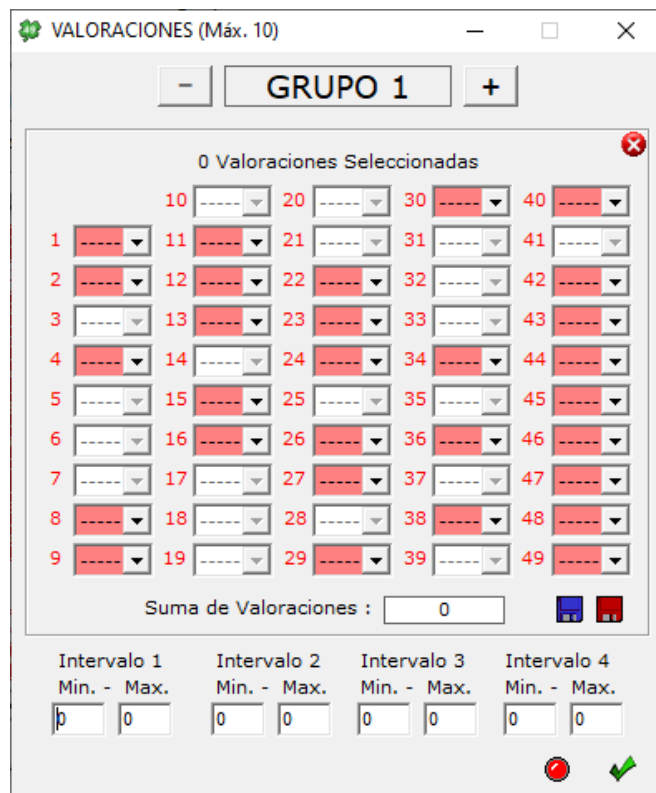 VALORACIONES (Máx. 10)
- GRUPO 1 +
0 Valoraciones Seleccionadas
10 ----- 20 ----- 30 ----- 40 -----
1 ----- 11 ----- 21 ----- 31 ----- 41 -----
2 ----- 12 ----- 22 ----- 32 ----- 42 -----
3 ----- 13 ----- 23 ----- 33 ----- 43 -----
4 ----- 14 ----- 24 ----- 34 ----- 44 -----
5 ----- 15 ----- 25 ----- 35 ----- 45 -----
6 ----- 16 ----- 26 ----- 36 ----- 46 -----
7 ----- 17 ----- 27 ----- 37 ----- 47 -----
8 ----- 18 ----- 28 ----- 38 ----- 48 -----
9 ----- 19 ----- 29 ----- 39 ----- 49 -----
Suma de Valoraciones : 0
Intervalo 1 Intervalo 2 Intervalo 3 Intervalo 4
Min. - Max. Min. - Max. Min. - Max. Min. - Max.
0 0 0 0 0 0 0 0